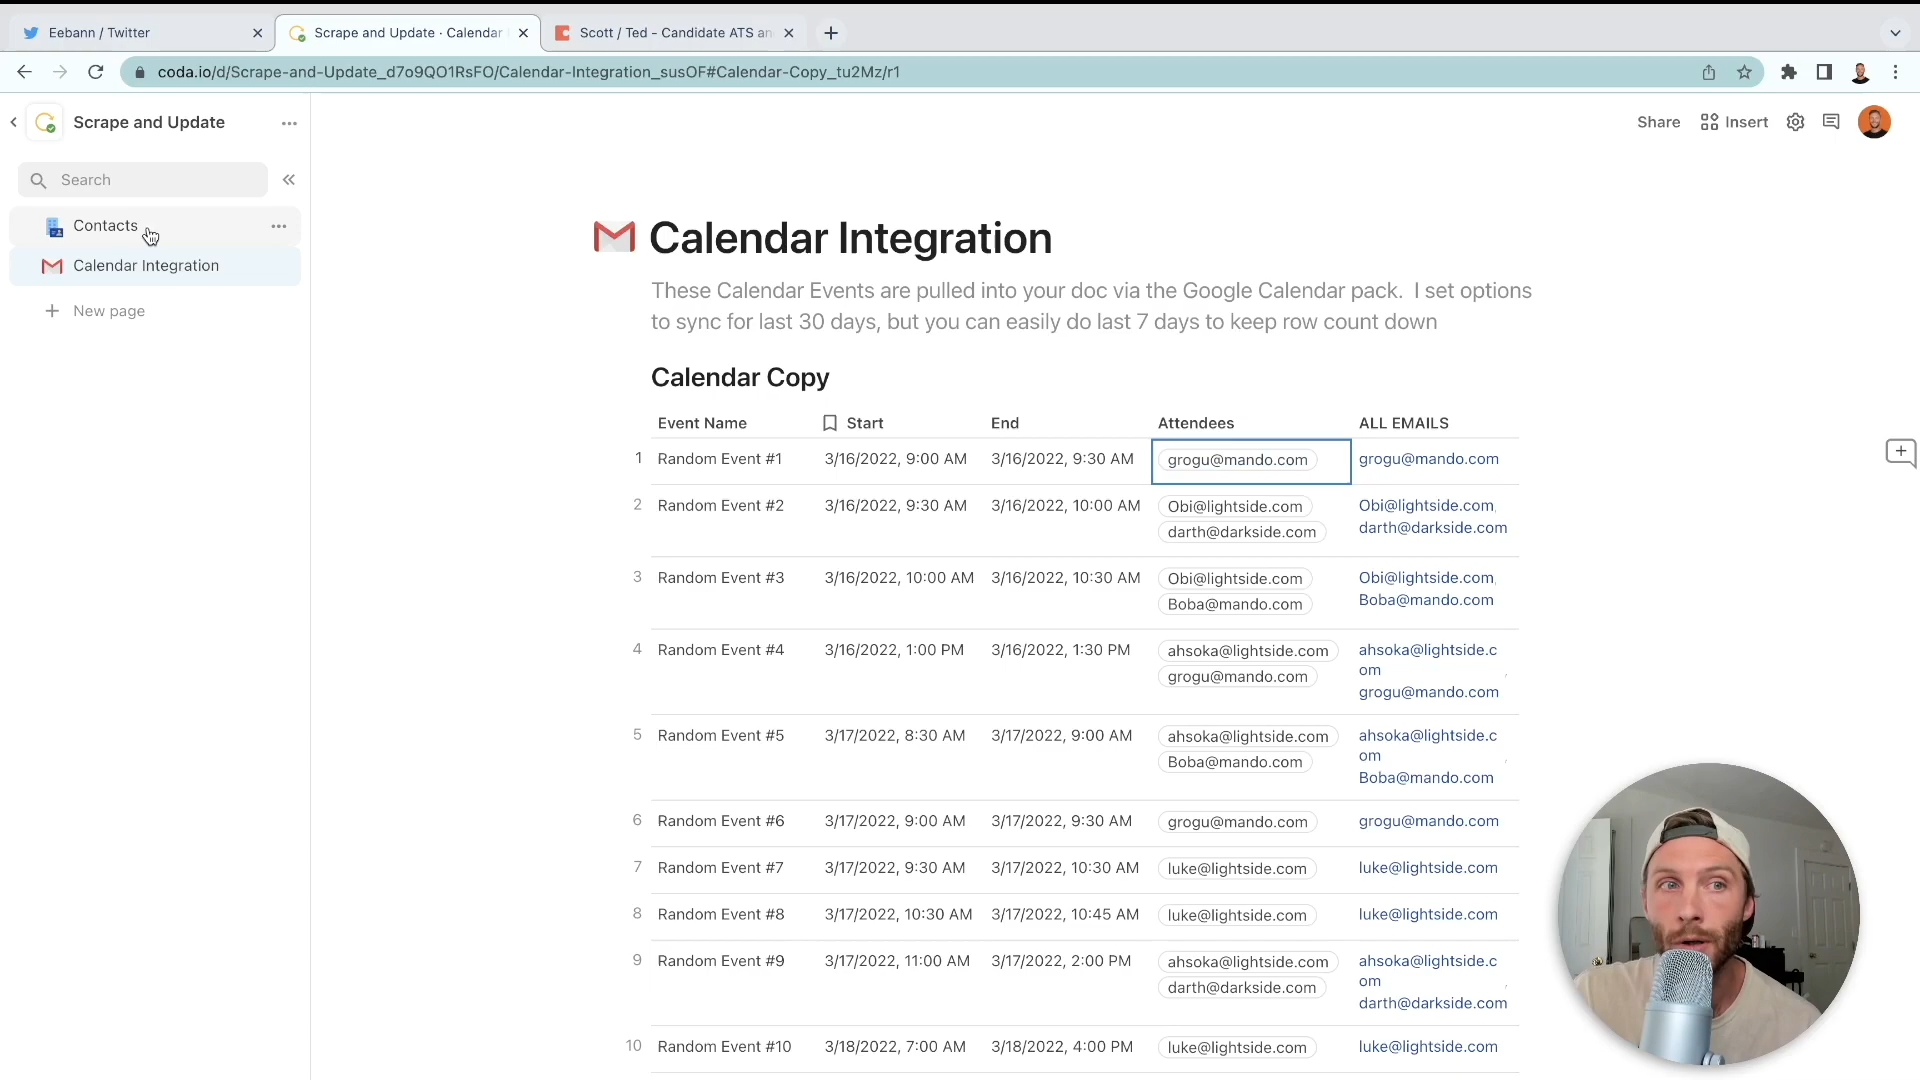 Eebann / Twitter
Scrape and Update · Calendar
Scott / Ted - Candidate ATS an
coda.io/d/Scrape-and-Update_d7o9QO1RsFO/Calendar-Integration_susOF#Calendar-Copy_tu2Mz/r1
Scrape and Update
Share
Insert
Search
Contacts
Calendar Integration
New page
Calendar Integration
These Calendar Events are pulled into your doc via the Google Calendar pack. I set options
to sync for last 30 days, but you can easily do last 7 days to keep row count down
Calendar Copy
Event Name Start End Attendees ALL EMAILS
1 Random Event #1 3/16/2022, 9:00 AM 3/16/2022, 9:30 AM grogu@mando.com grogu@mando.com
2 Random Event #2 3/16/2022, 9:30 AM 3/16/2022, 10:00 AM Obi@lightside.com Obi@lightside.com,
darth@darkside.com darth@darkside.com
3 Random Event #3 3/16/2022, 10:00 AM 3/16/2022, 10:30 AM Obi@lightside.com Obi@lightside.com,
Boba@mando.com Boba@mando.com
4 Random Event #4 3/16/2022, 1:00 PM 3/16/2022, 1:30 PM ahsoka@lightside.com ahsoka@lightside.c
om ,
grogu@mando.com grogu@mando.com
5 Random Event #5 3/17/2022, 8:30 AM 3/17/2022, 9:00 AM ahsoka@lightside.com ahsoka@lightside.c
om ,
Boba@mando.com Boba@mando.com
6 Random Event #6 3/17/2022, 9:00 AM 3/17/2022, 9:30 AM grogu@mando.com grogu@mando.com
7 Random Event #7 3/17/2022, 9:30 AM 3/17/2022, 10:30 AM luke@lightside.com luke@lightside.com
8 Random Event #8 3/17/2022, 10:30 AM 3/17/2022, 10:45 AM luke@lightside.com luke@lightside.com
9 Random Event #9 3/17/2022, 11:00 AM 3/17/2022, 2:00 PM ahsoka@lightside.com ahsoka@lightside.c
om ,
darth@darkside.com darth@darkside.com
10 Random Event #10 3/18/2022, 7:00 AM 3/18/2022, 4:00 PM luke@lightside.com luke@lightside.com